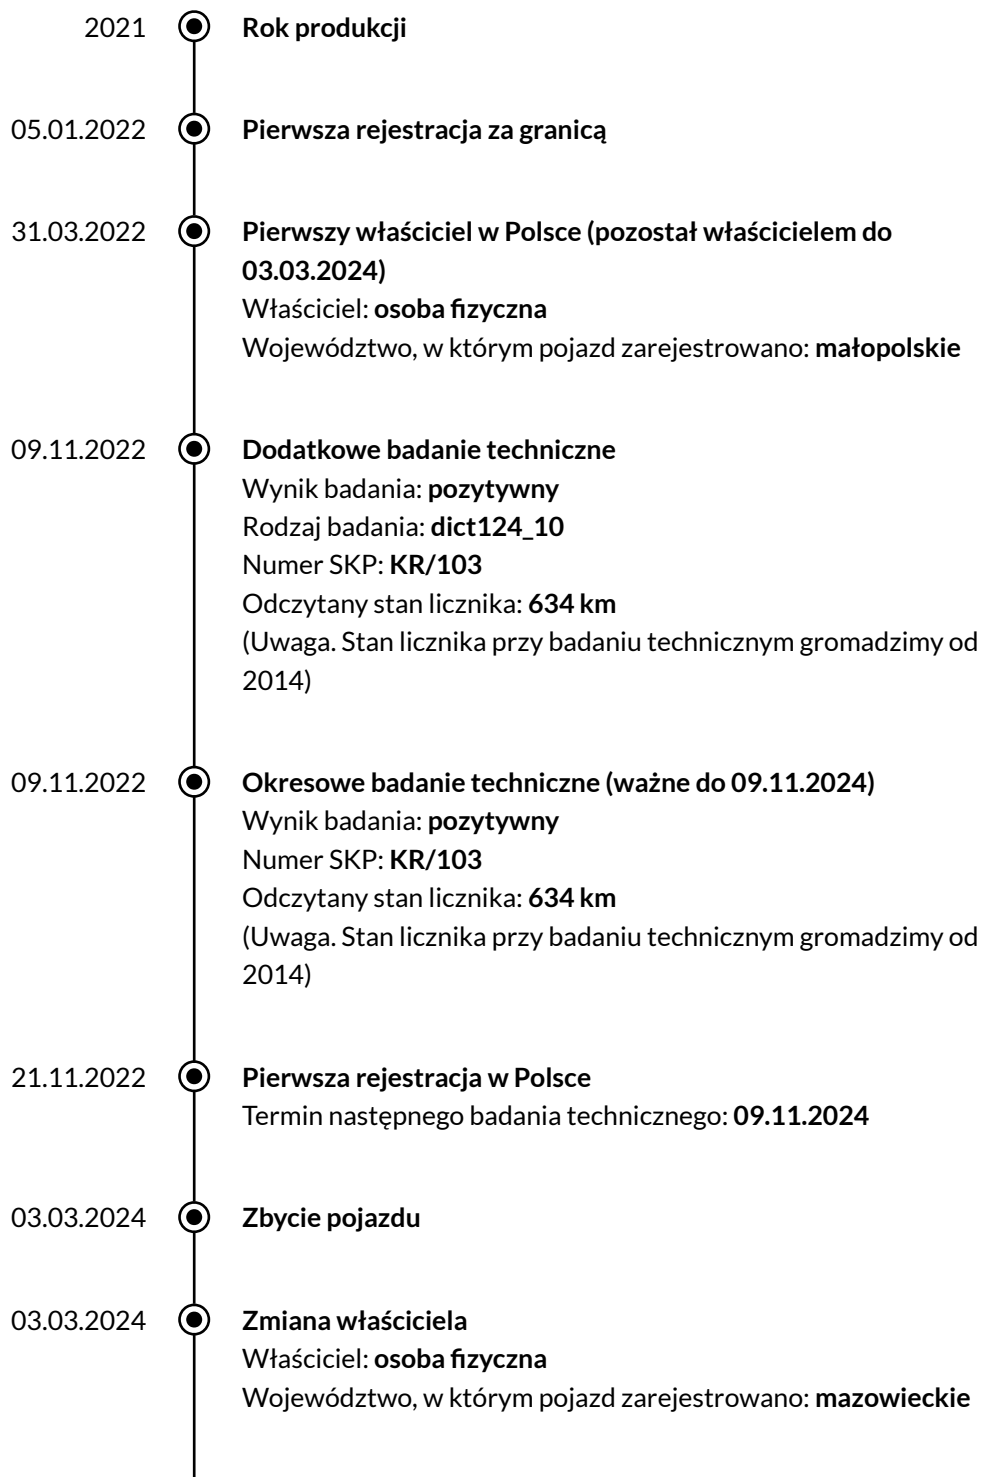 2021 Rok produkcji
05.01.2022 Pierwsza rejestracja za granicą
31.03.2022 Pierwszy właściciel w Polsce (pozostał właścicielem do
03.03.2024)
Właściciel: osoba fizyczna
Województwo, w którym pojazd zarejestrowano: małopolskie
09.11.2022 Dodatkowe badanie techniczne
Wynik badania: pozytywny
Rodzaj badania: dict124_10
Numer SKP: KR/103
Odczytany stan licznika: 634 km
(Uwaga. Stan licznika przy badaniu technicznym gromadzimy od
2014)
09.11.2022 Okresowe badanie techniczne (ważne do 09.11.2024)
Wynik badania: pozytywny
Numer SKP: KR/103
Odczytany stan licznika: 634 km
(Uwaga. Stan licznika przy badaniu technicznym gromadzimy od
2014)
21.11.2022 Pierwsza rejestracja w Polsce
Termin następnego badania technicznego: 09.11.2024
03.03.2024 Zbycie pojazdu
03.03.2024 Zmiana właściciela
Właściciel: osoba fizyczna
Województwo, w którym pojazd zarejestrowano: mazowieckie